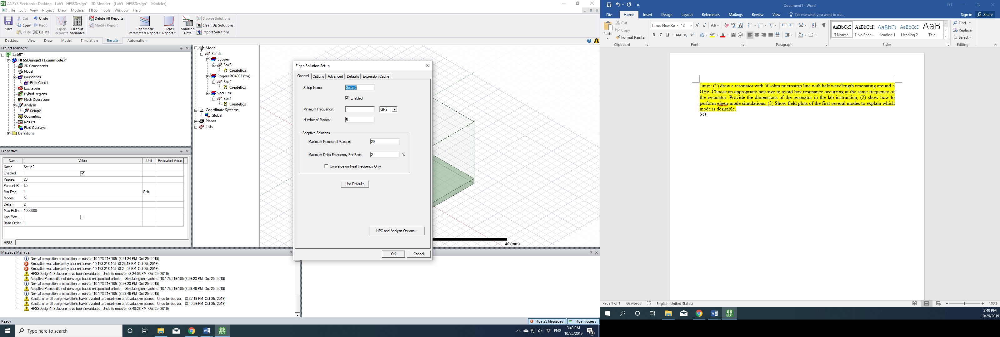 ANSYS Electronics Desktop - Lab5 - HFSSDesign1 - 3D Modeler - [Lab5 - HFSSDesign1 - Modeler]
File Edit View Project Draw Modeler HFSS Tools Window Help
Save
Cut
Copy
Paste
Undo
Redo
Delete
Open Report
Output Variables
Delete All Reports
Modify Report
Eigenmode Parameters Report
Fields Report
Solution Data
Browse Solutions
Clean Up Solutions
Import Solutions
Desktop View Draw Model Simulation Results Automation
Project Manager
Lab5*
HFSSDesign1 (Eigenmode)*
3D Components
Model
Boundaries
FiniteCond1
Excitations
Hybrid Regions
Mesh Operations
Analysis
Setup2
Optimetrics
Results
Field Overlays
Definitions
Properties
Name Value Unit Evaluated Value
Name Setup2
Enabled
Passes 20
Percent R... 30
Min Freq 1 GHz
Modes 5
Delta F 2
Max Refin... 1000000
Use Max ...
Basis Order 1
HFSS
Model
Solids
copper
Box3
CreateBox
Rogers RO4003 (tm)
Box2
CreateBox
vacuum
Box1
CreateBox
Coordinate Systems
Global
Planes
Lists
Eigen Solution Setup
General Options Advanced Defaults Expression Cache
Setup Name: Setup2
Enabled
Minimum Frequency: 1 GHz
Number of Modes: 5
Adaptive Solutions
Maximum Number of Passes: 20
Maximum Delta Frequency Per Pass: 2 %
Converge on Real Frequency Only
Use Defaults
HPC and Analysis Options...
OK Cancel
40 (mm)
Message Manager
Normal completion of simulation on server: 10.173.216.105. (3:21:24 PM Oct 25, 2019)
Simulation was aborted by user on server: 10.173.216.105. (3:23:19 PM Oct 25, 2019)
Simulation was aborted by user on server: 10.173.216.105. (3:24:02 PM Oct 25, 2019)
HFSSDesign1: Solutions have been invalidated. Undo to recover. (3:24:03 PM Oct 25, 2019)
Adaptive Passes did not converge based on specified criteria. -- Simulating on machine: 10.173.216.105 (3:26:23 PM Oct 25, 2019)
Normal completion of simulation on server: 10.173.216.105. (3:26:23 PM Oct 25, 2019)
Adaptive Passes did not converge based on specified criteria. -- Simulating on machine: 10.173.216.105 (3:29:46 PM Oct 25, 2019)
Normal completion of simulation on server: 10.173.216.105. (3:29:46 PM Oct 25, 2019)
Solutions for all design variations have reverted to a maximum of 20 adaptive passes. Undo to recover. (3:37:19 PM Oct 25, 2019)
Solutions for all design variations have reverted to a maximum of 20 adaptive passes. Undo to recover. (3:40:26 PM Oct 25, 2019)
HFSSDesign1: Solutions have been invalidated. Undo to recover. (3:40:26 PM Oct 25, 2019)
Ready
Hide 29 Messages Hide Progress
Type here to search
EDT
ENG
3:40 PM
10/25/2019
3
Document1 - Word
File Home Insert Design Layout References Mailings Review View Tell me what you want to do... Sign in Share
Paste
Cut
Copy
Format Painter
Clipboard
Times New Ro 12
B I U abc x₂ x²
Font
Paragraph
AaBbCcI AaBbCcI AaBbCc AaBbCcE AaB
¶ Normal ¶ No Spac... Heading 1 Heading 2 Title
Styles
Find
Replace
Select
Editing
Junyi: (1) draw a resonator with 50-ohm microstrip line with half wavelength resonating around 5
GHz. Choose an appropriate box size to avoid box resonance occurring at the same frequency of
the resonator. Provide the dimensions of the resonator in the lab instruction, (2) show how to
perform eigen-mode simulations. (3) Show field plots of the first several modes to explain which
mode is desirable.
SO
Page 1 of 1 66 words English (United States) 100%
EDT
3:40 PM
10/25/2019